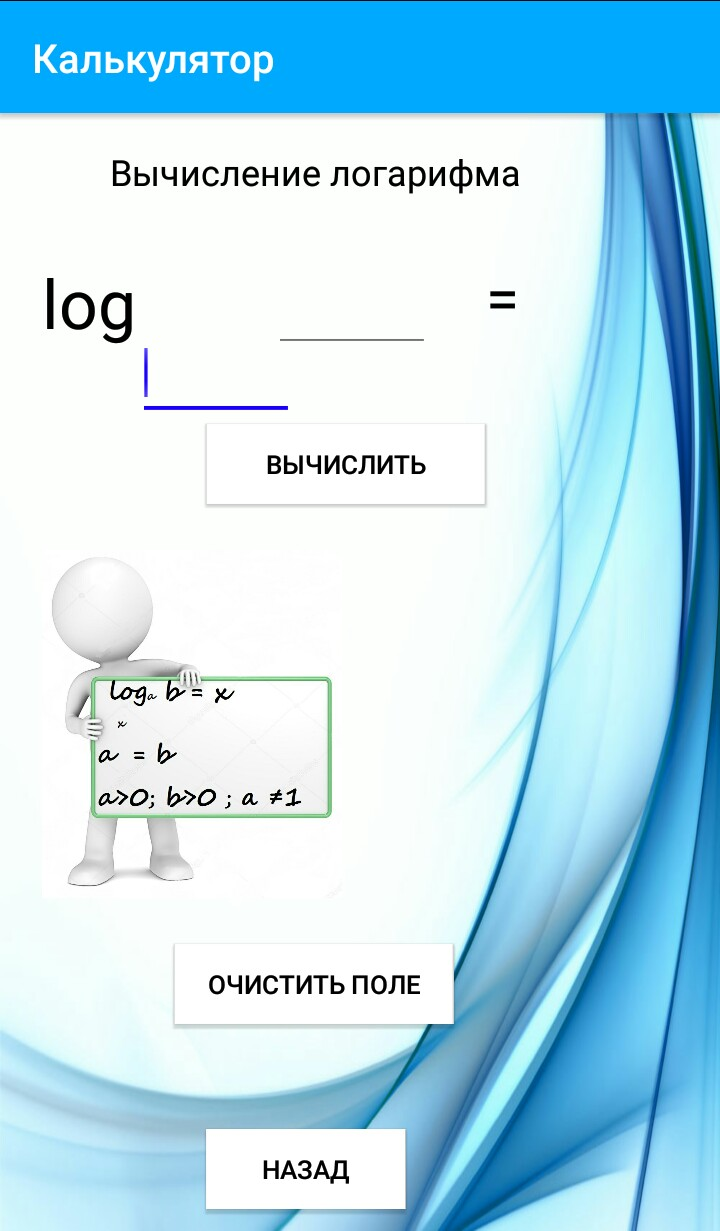 Калькулятор
Вычисление логарифма
log =
ВЫЧИСЛИТЬ
logₐ b = x
x
a = b
a>0; b>0 ; a ≠1
ОЧИСТИТЬ ПОЛЕ
НАЗАД